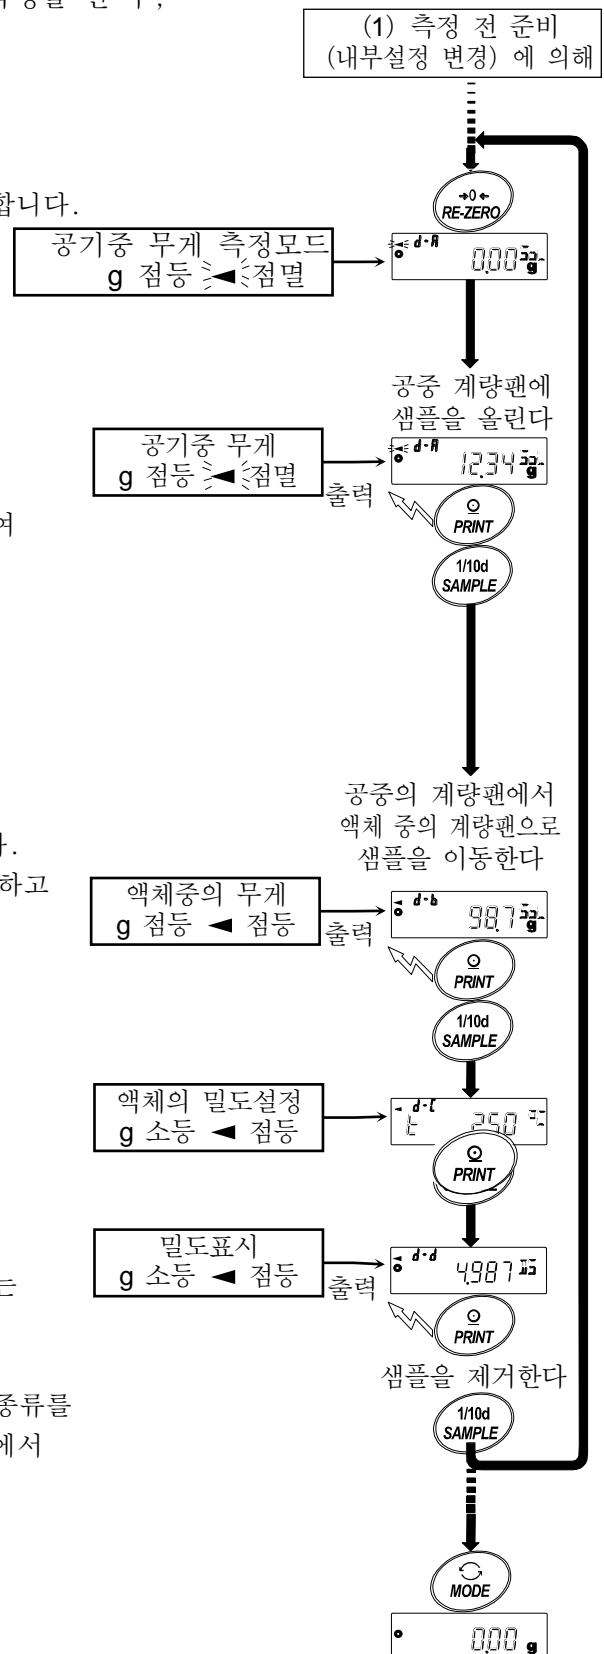 (1) 측정 전 준비
(내부설정 변경) 에 의해
→0←
RE-ZERO
합니다.
공기중 무게 측정모드
g 점등 ◄ 점멸
d-A
0.00 g
공중 계량팬에
샘플을 올린다
공기중 무게
g 점등 ◄ 점멸
d-A
12.34 g
출력
PRINT
여
1/10d
SAMPLE
공중의 계량팬에서
액체 중의 계량팬으로
샘플을 이동한다
하고
액체중의 무게
g 점등 ◄ 점등
d-b
9.87 g
출력
PRINT
1/10d
SAMPLE
액체의 밀도설정
g 소등 ◄ 점등
d-C
t 25.0 °C
PRINT
밀도표시
g 소등 ◄ 점등
d-d
4.987
는
출력
PRINT
샘플을 제거한다
종류를
1/10d
SAMPLE
에서
MODE
0.00 g